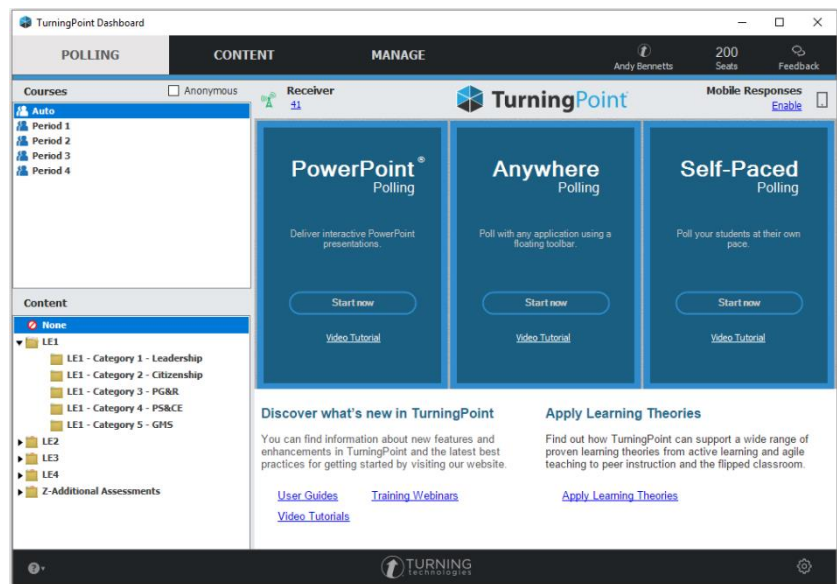 TurningPoint Dashboard
POLLING
CONTENT
MANAGE
Andy Bennetts
200
Seats
Feedback
Courses
Anonymous
Auto
Period 1
Period 2
Period 3
Period 4
Receiver
41
TurningPoint
Mobile Responses
Enable
PowerPoint®
Polling
Deliver interactive PowerPoint
presentations.
Start now
Video Tutorial
Anywhere
Polling
Poll with any application using a
floating toolbar.
Start now
Video Tutorial
Self-Paced
Polling
Poll your students at their own
pace.
Start now
Video Tutorial
Content
None
LE1
LE1 - Category 1 - Leadership
LE1 - Category 2 - Citizenship
LE1 - Category 3 - PG&R
LE1 - Category 4 - PS&CE
LE1 - Category 5 - GMS
LE2
LE3
LE4
Z-Additional Assessments
Discover what's new in TurningPoint
You can find information about new features and
enhancements in TurningPoint and the latest best
practices for getting started by visiting our website.
User Guides
Training Webinars
Video Tutorials
Apply Learning Theories
Find out how TurningPoint can support a wide range of
proven learning theories from active learning and agile
teaching to peer instruction and the flipped classroom.
Apply Learning Theories
TURNING
technologies